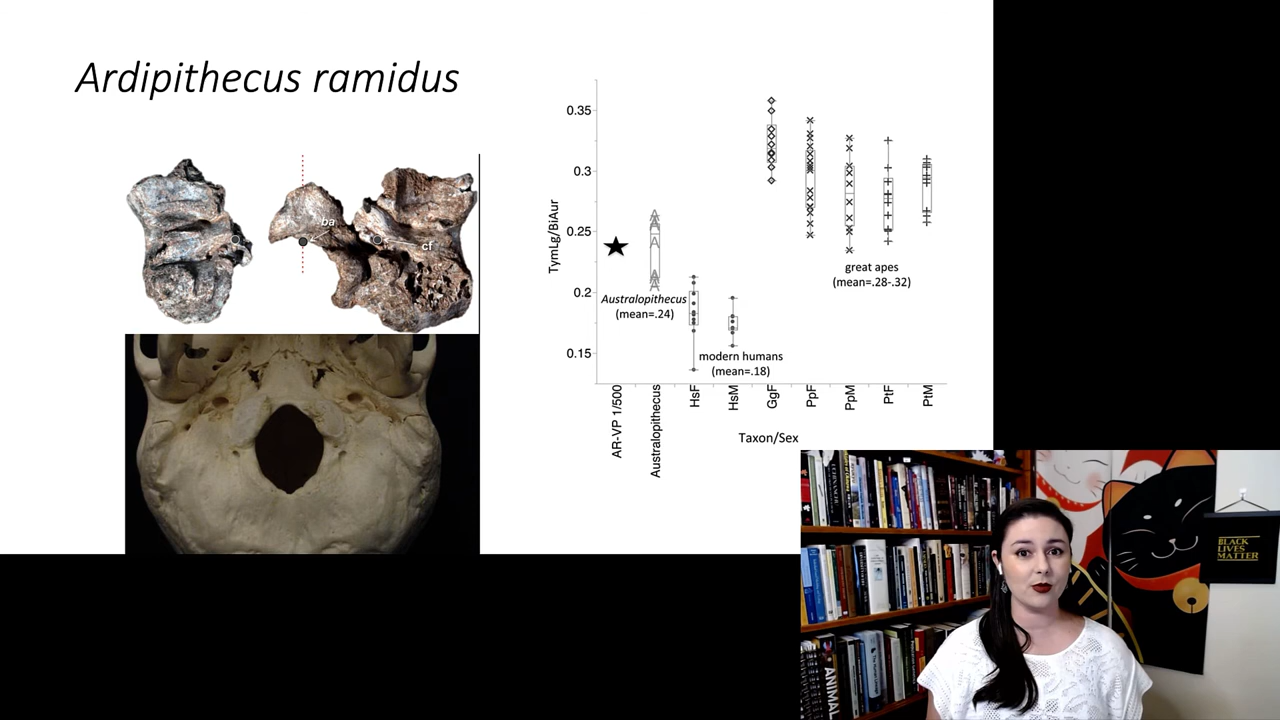 Ardipithecus ramidus
ba
cf
TymLg/BiAur
0.35
0.3
0.25
0.2
0.15
Australopithecus
(mean=.24)
modern humans
(mean=.18)
great apes
(mean=.28-.32)
AR-VP 1/500
Australopithecus
HsF
HsM
GgF
PpF
PpM
PtF
PtM
Taxon/Sex
BLACK
LIVES
MATTER
ANIMAL